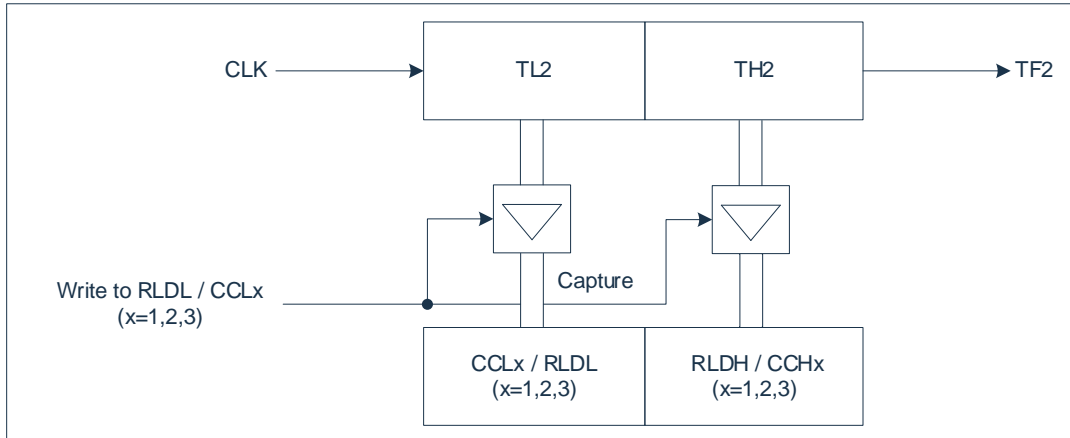 CLK
TL2
TH2
TF2
Capture
Write to RLDL / CCLx
(x=1,2,3)
CCLx / RLDL
(x=1,2,3)
RLDH / CCHx
(x=1,2,3)